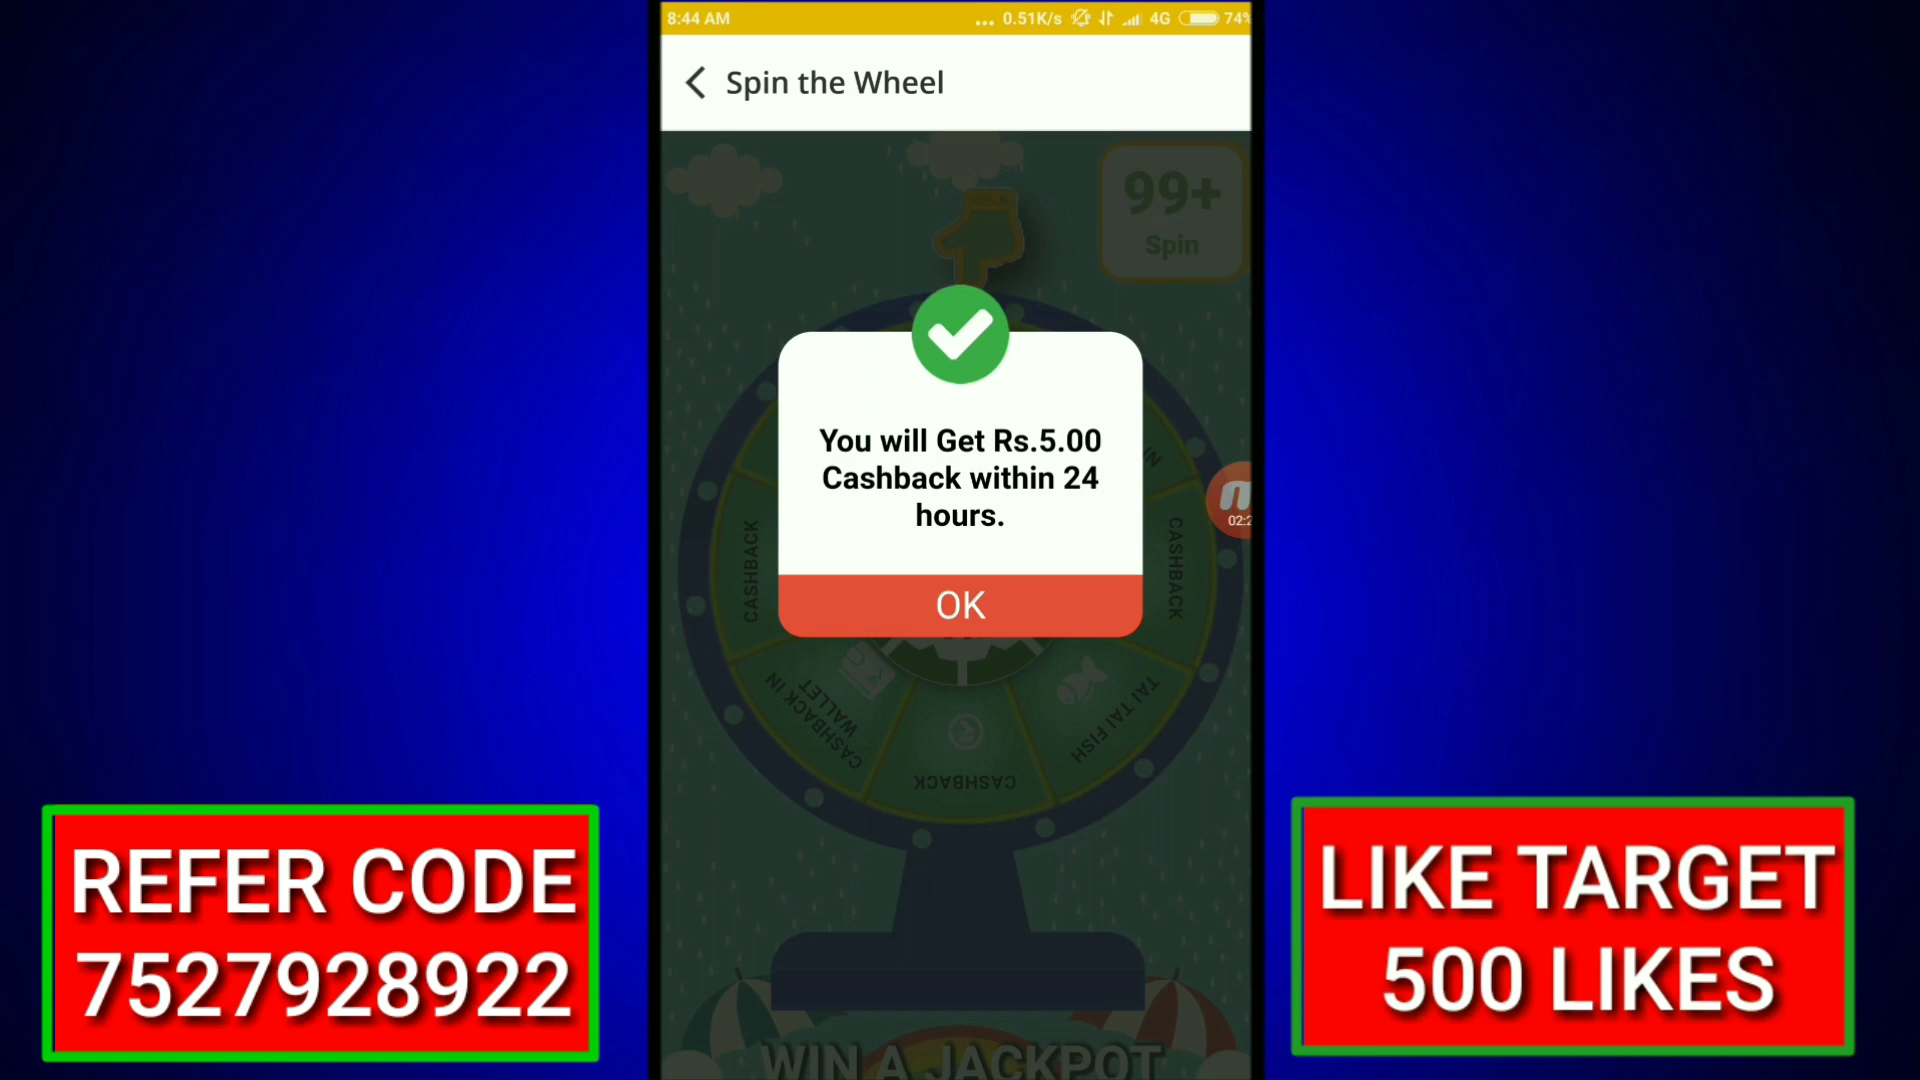 8:44 AM
... 0.51K/s 4G 74%
Spin the Wheel
99+
Spin
You will Get Rs.5.00
Cashback within 24
hours.
OK
IN
CASHBACK
CASHBACK
02:2
CASHBACK IN
WALLET
CASHBACK
TAI TAI FISH
WIN A JACKPOT
REFER CODE
7527928922
LIKE TARGET
500 LIKES